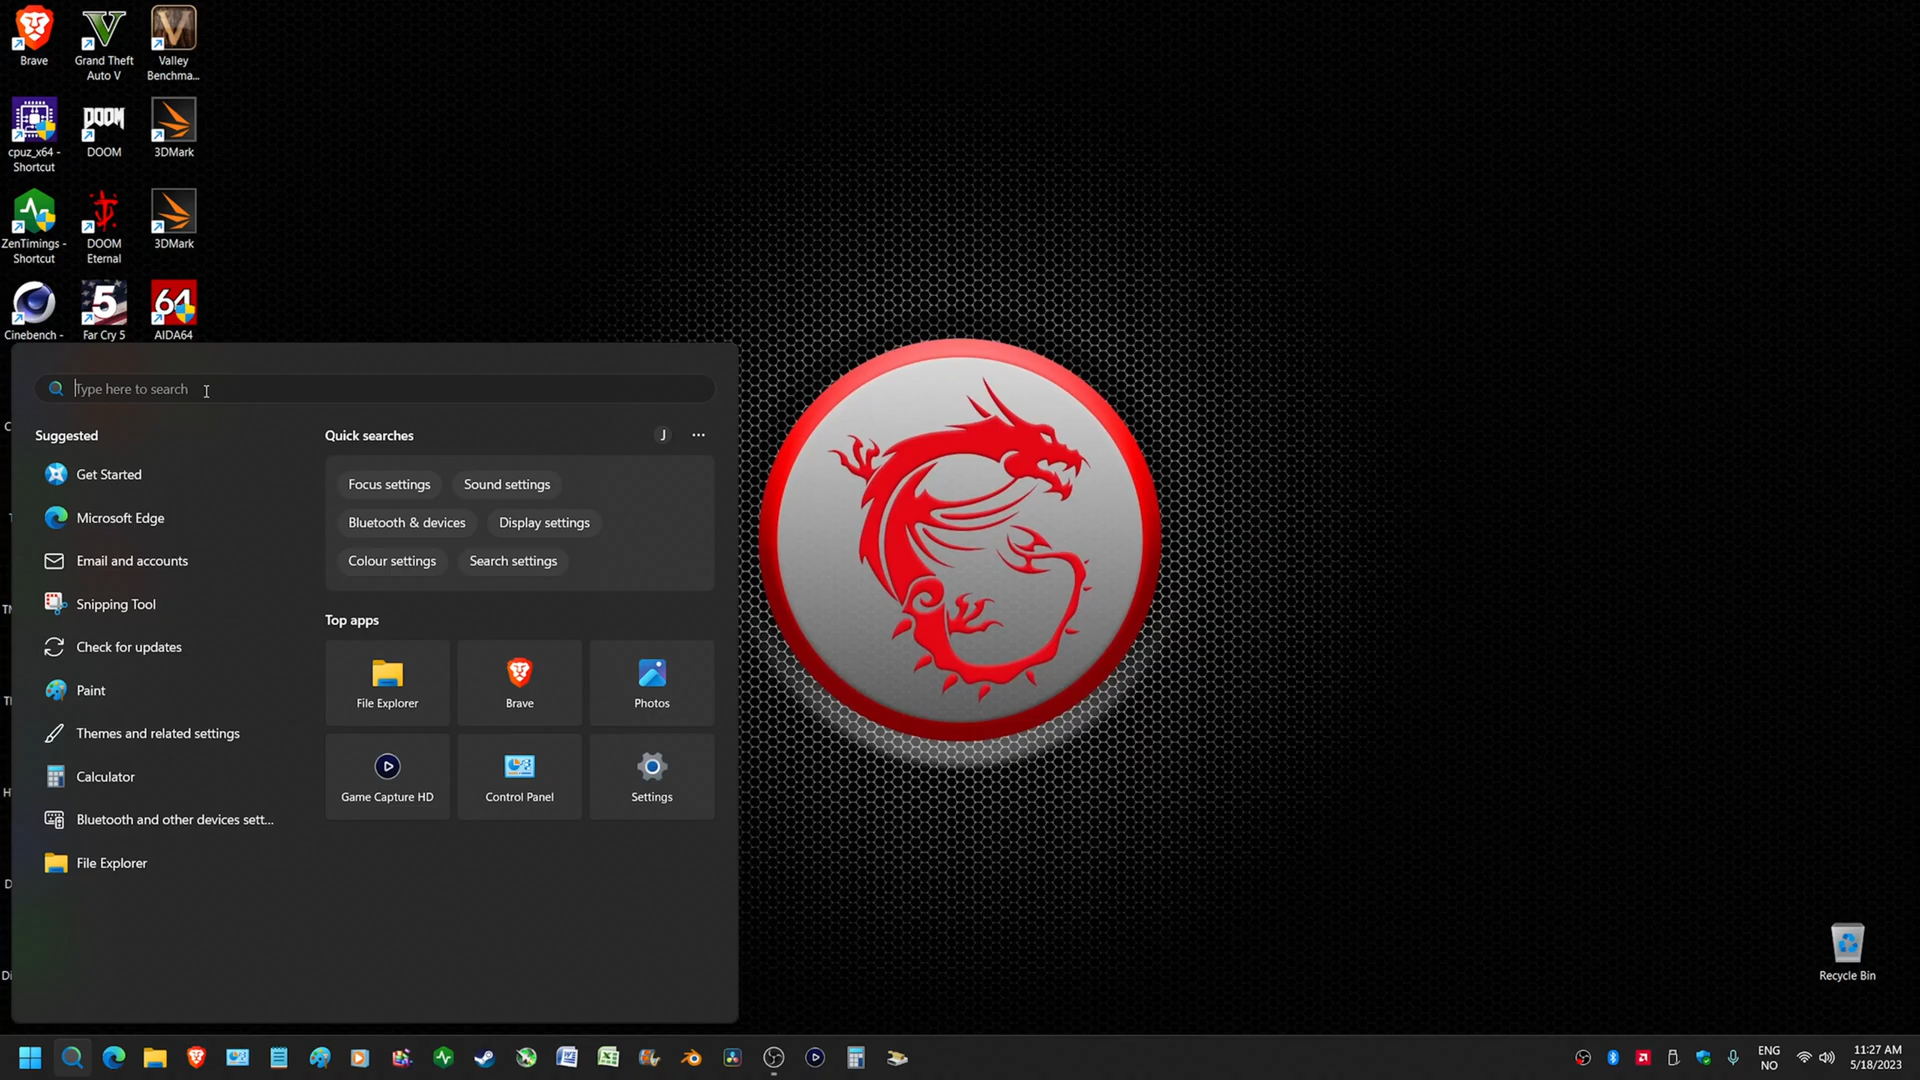 Brave
Grand Theft
Auto V
Valley
Benchma...
cpuz_x64 -
Shortcut
DOOM
DOOM
3DMark
ZenTimings -
Shortcut
DOOM
Eternal
3DMark
5
64
Cinebench -
Far Cry 5
AIDA64
Type here to search
Suggested
Get Started
Microsoft Edge
Email and accounts
Snipping Tool
Check for updates
Paint
Themes and related settings
Calculator
Bluetooth and other devices sett...
File Explorer
Quick searches
J
Focus settings
Sound settings
Bluetooth & devices
Display settings
Colour settings
Search settings
Top apps
File Explorer
Brave
Photos
Game Capture HD
Control Panel
Settings
Recycle Bin
ENG
NO
11:27 AM
5/18/2023